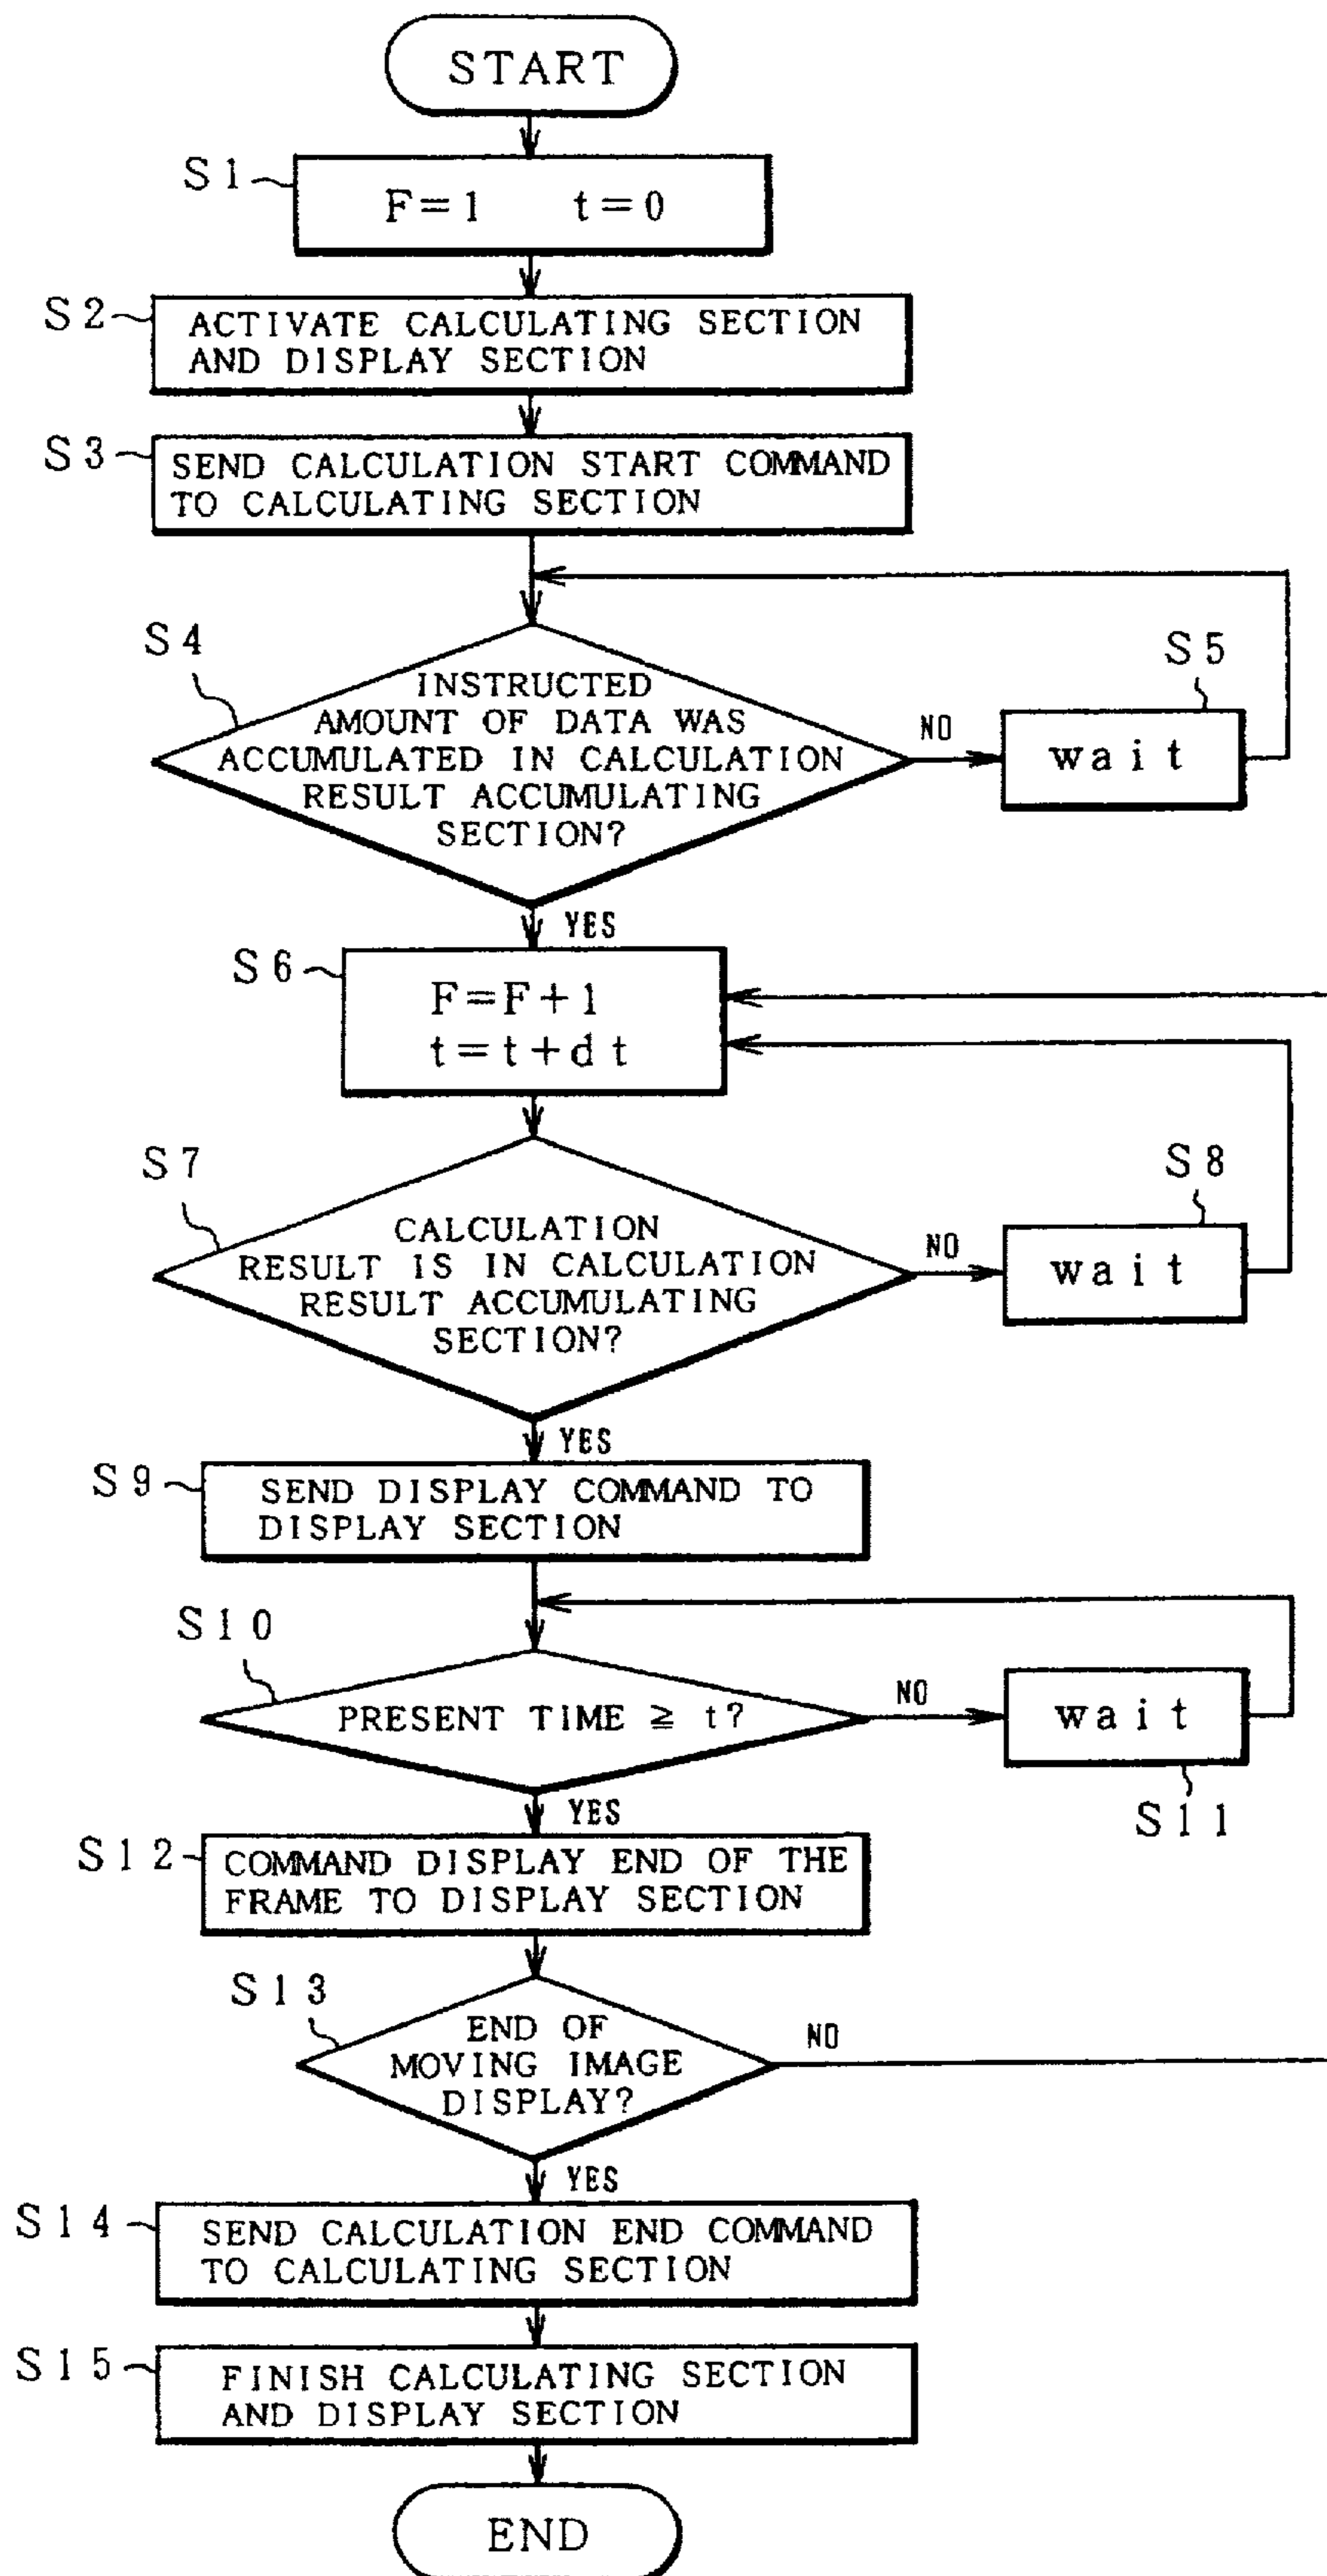 START
S1
F=1 t=0
S2
ACTIVATE CALCULATING SECTION
AND DISPLAY SECTION
S3
SEND CALCULATION START COMMAND
TO CALCULATING SECTION
S4
INSTRUCTED
AMOUNT OF DATA WAS
ACCUMULATED IN CALCULATION
RESULT ACCUMULATING
SECTION?
NO
S5
wait
YES
S6
F=F+1
t=t+dt
S7
CALCULATION
RESULT IS IN CALCULATION
RESULT ACCUMULATING
SECTION?
NO
S8
wait
YES
S9
SEND DISPLAY COMMAND TO
DISPLAY SECTION
S10
PRESENT TIME ≧ t?
NO
wait
S11
YES
S12
COMMAND DISPLAY END OF THE
FRAME TO DISPLAY SECTION
S13
END OF
MOVING IMAGE
DISPLAY?
NO
YES
S14
SEND CALCULATION END COMMAND
TO CALCULATING SECTION
S15
FINISH CALCULATING SECTION
AND DISPLAY SECTION
END